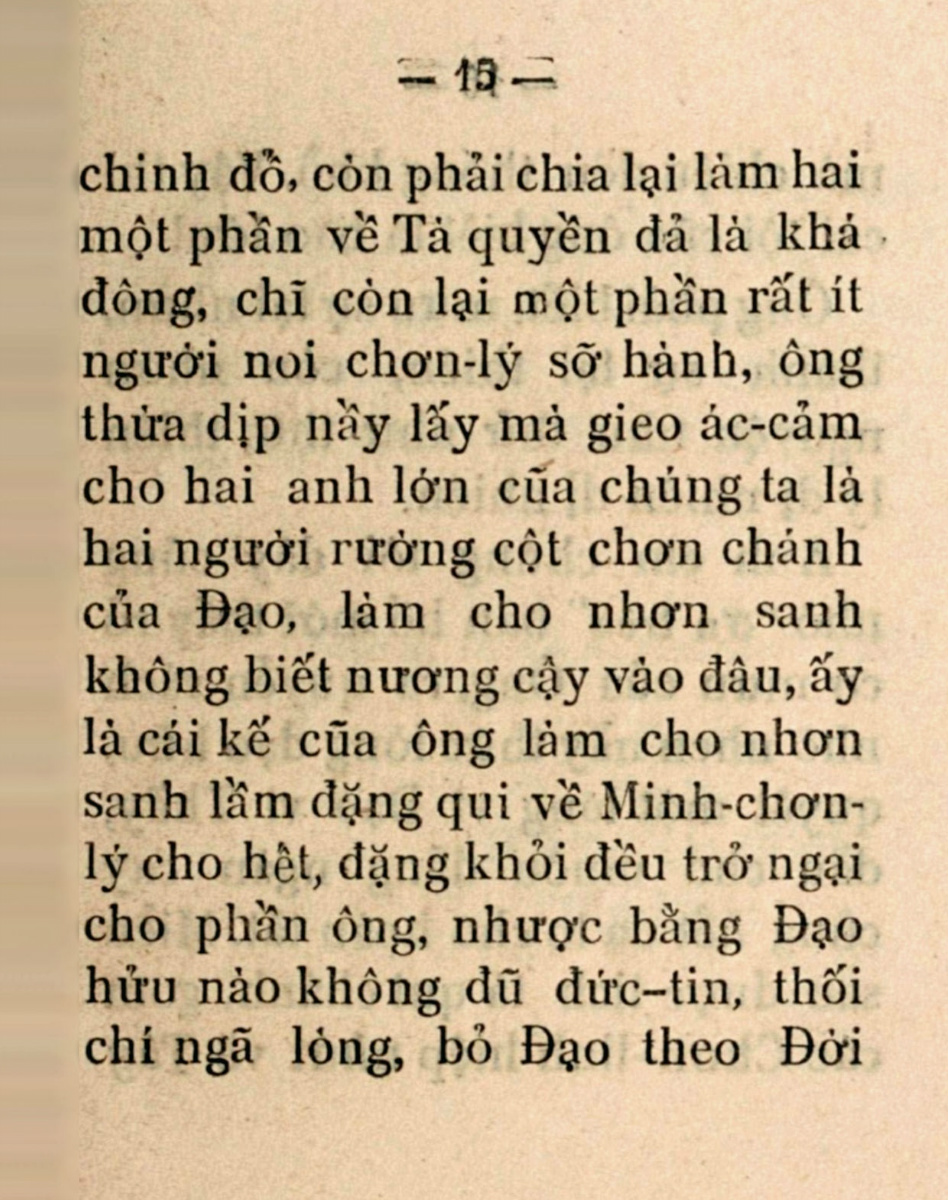 — 15 —
chinh đồ, còn phải chia lại làm hai
một phần về Tả quyền đả là khá
đông, chĩ còn lại một phần rất ít
người noi chơn-lý sỡ hành, ông
thừa dịp nầy lấy mà gieo ác-cảm
cho hai anh lớn cũa chúng ta là
hai người rường cột chơn chánh
của Đạo, làm cho nhơn sanh
không biết nương cậy vào đâu, ấy
là cái kế cũa ông làm cho nhơn
sanh lầm đặng qui về Minh-chơn-
lý cho hết, đặng khỏi đều trở ngại
cho phần ông, nhược bằng Đạo
hửu nào không đũ đức-tin, thối
chí ngã lòng, bỏ Đạo theo Đời